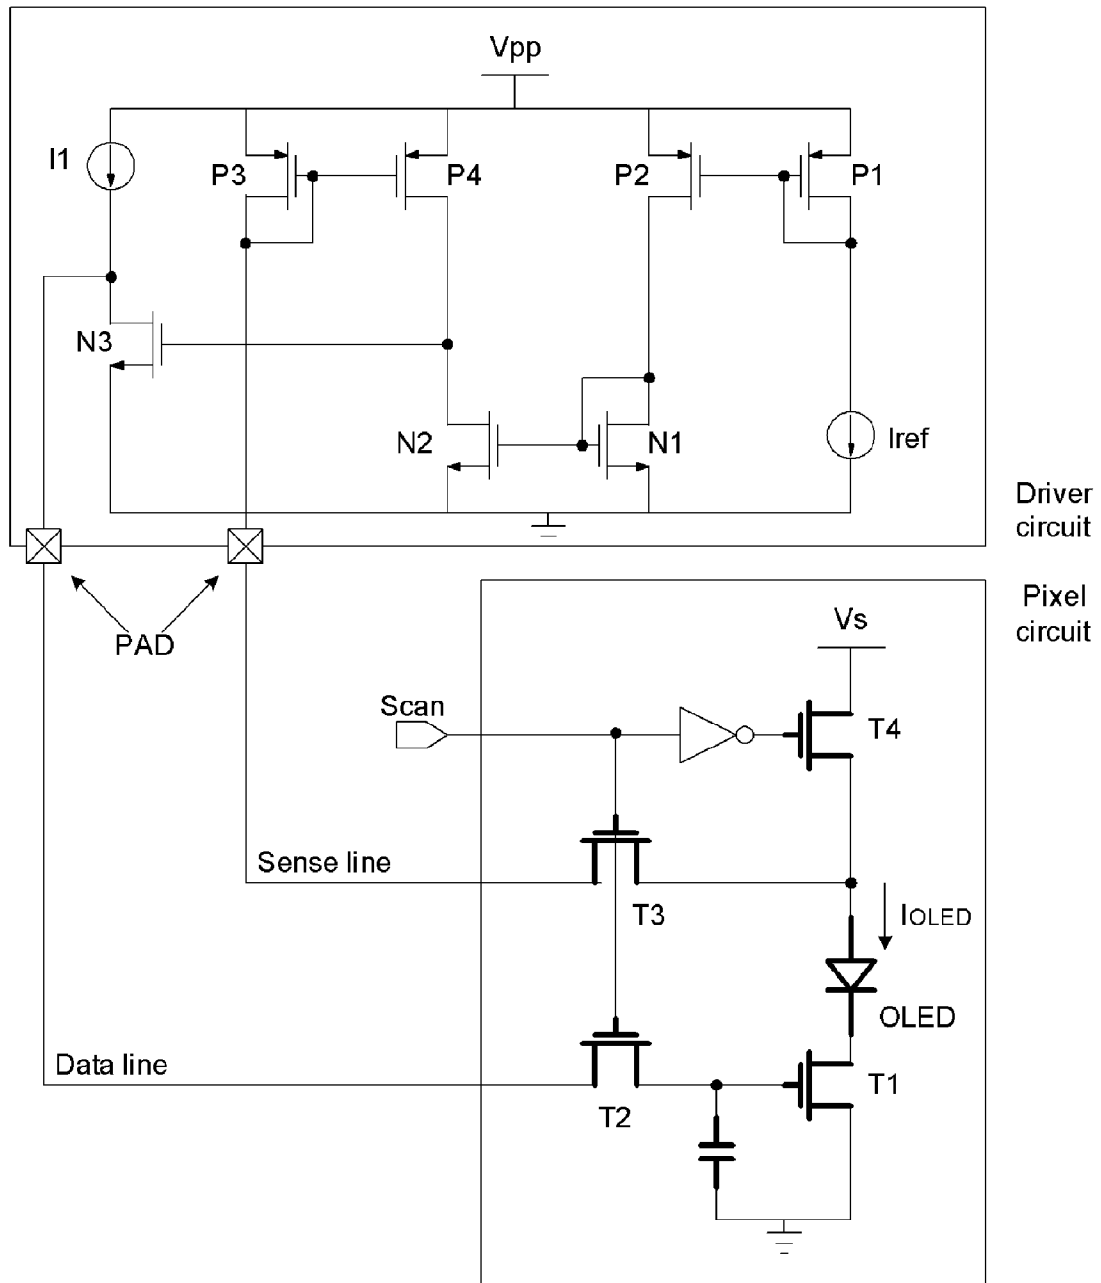 Vpp
I1
P3
P4
P2
P1
N3
N2
N1
Iref
Driver
circuit
Pixel
circuit
PAD
Vs
Scan
T4
Sense line
T3
IOLED
OLED
Data line
T2
T1